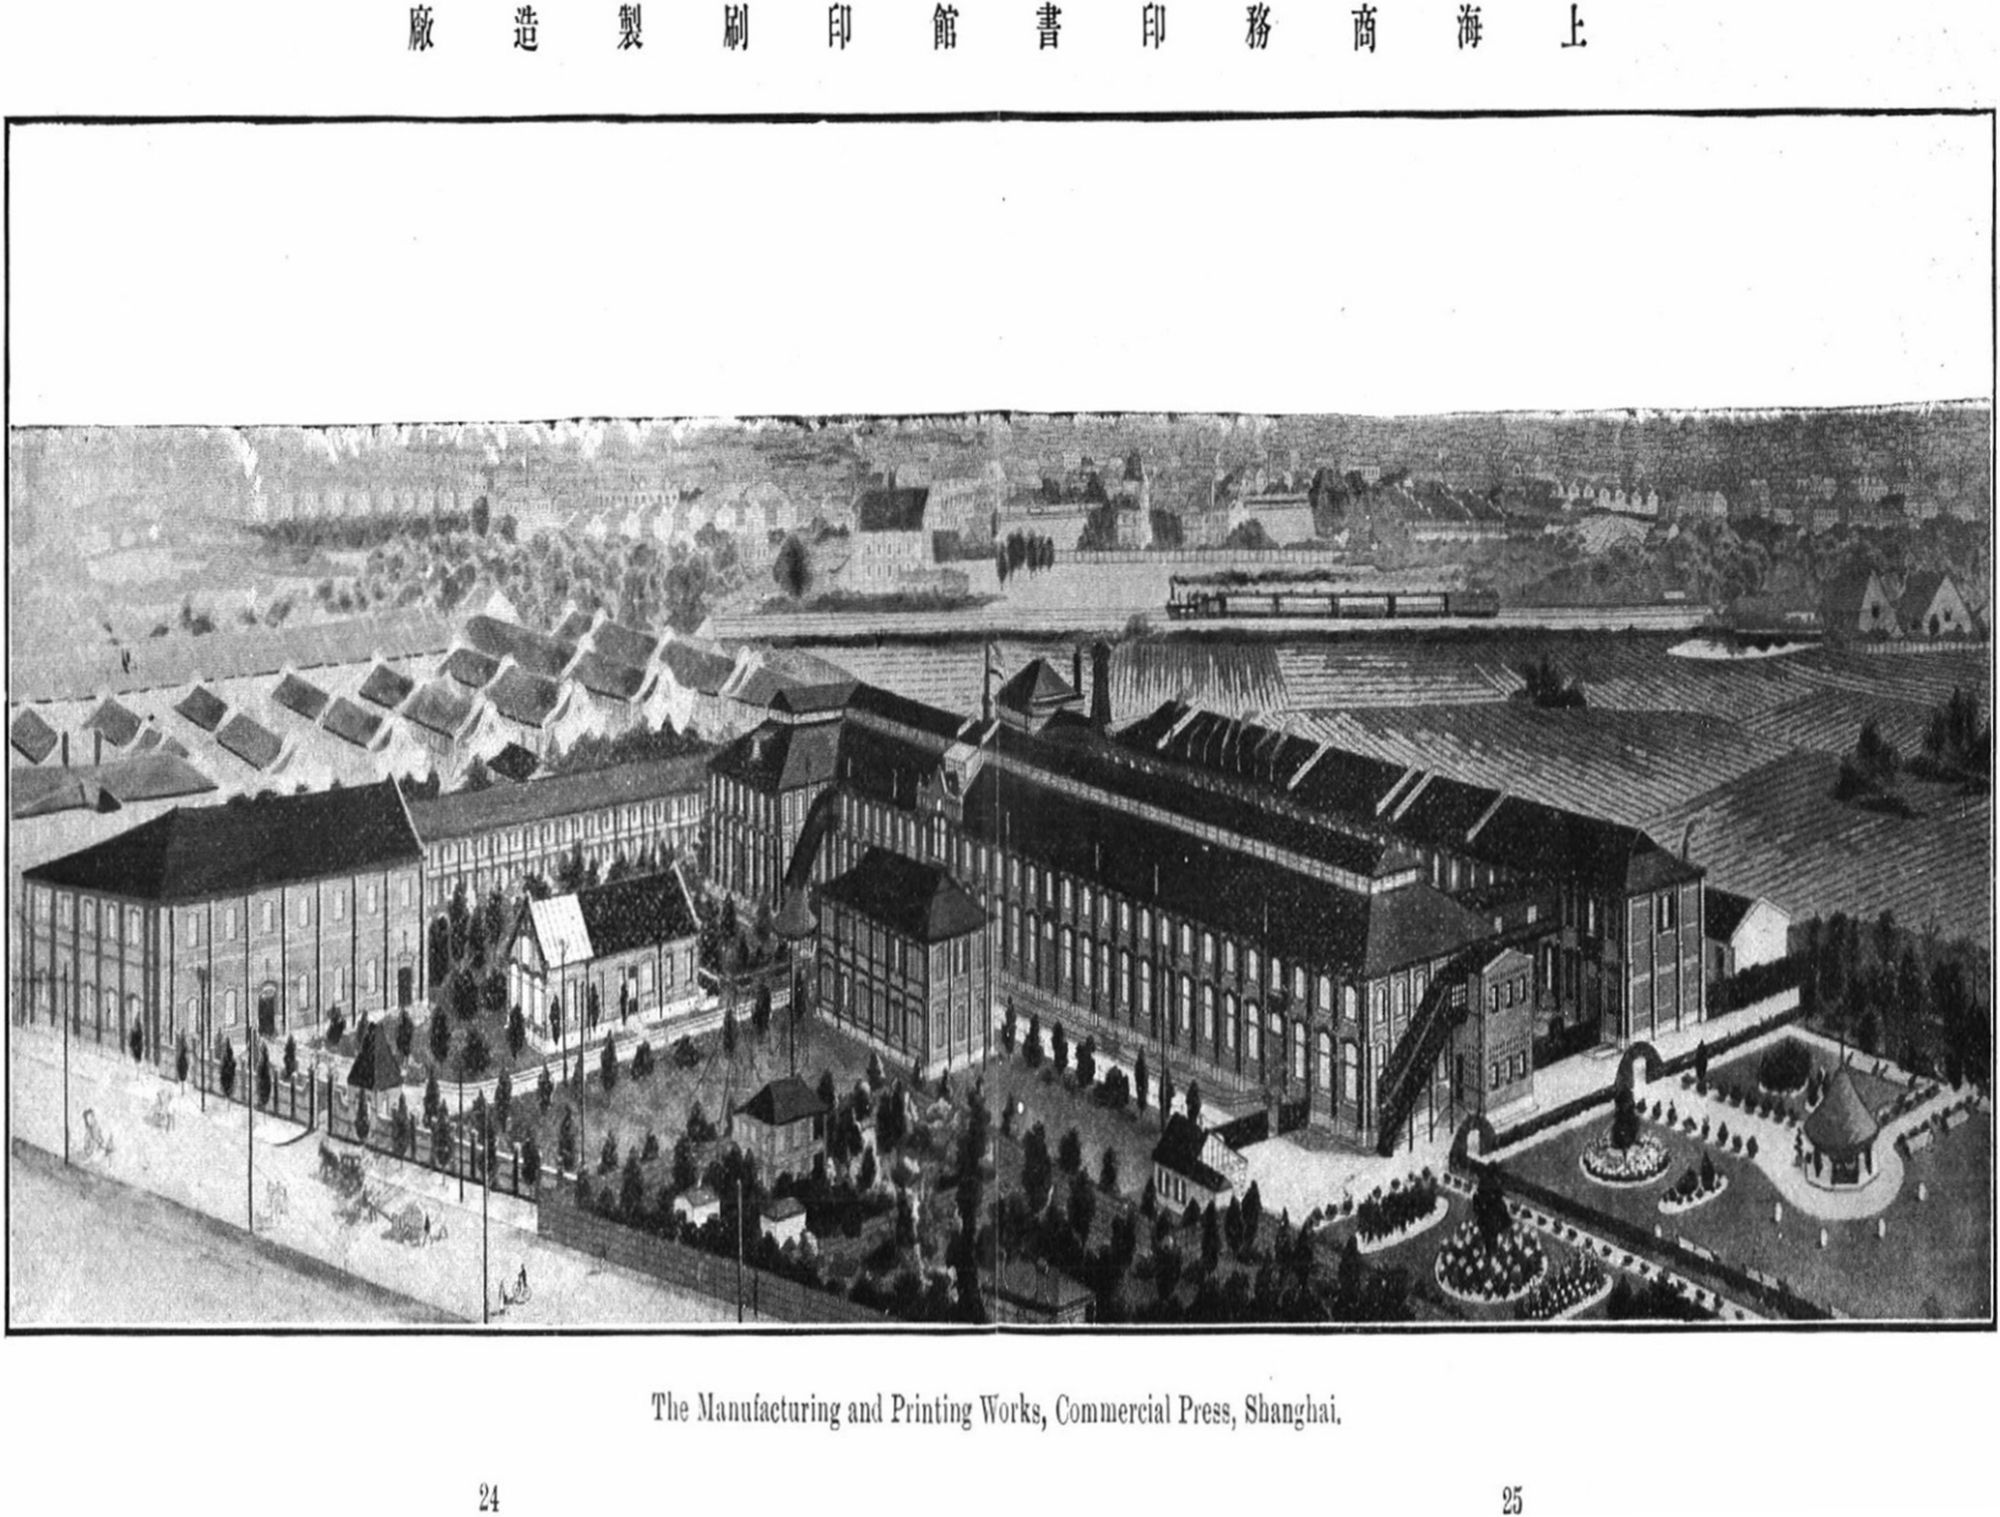 上海商務印書館印刷製造廠
The Manufacturing and Printing Works, Commercial Press, Shanghai.
24
25